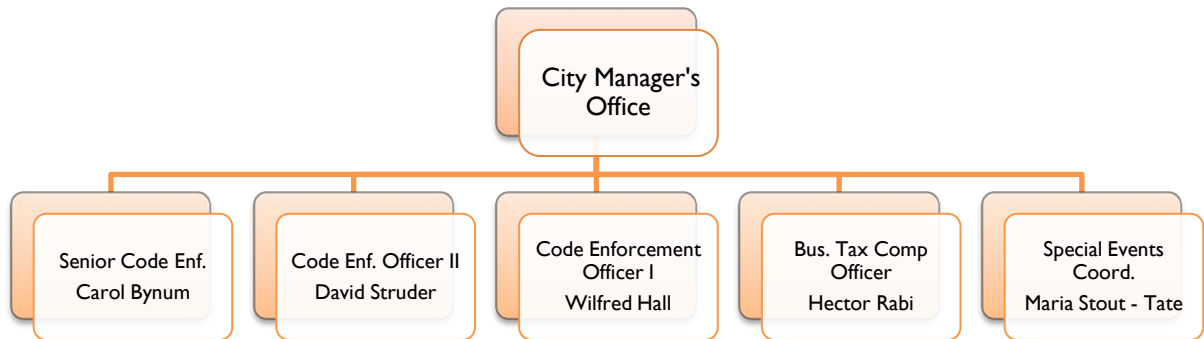 City Manager's
Office
Senior Code Enf.
Carol Bynum
Code Enf. Officer II
David Struder
Code Enforcement
Officer I
Wilfred Hall
Bus. Tax Comp
Officer
Hector Rabi
Special Events
Coord.
Maria Stout - Tate